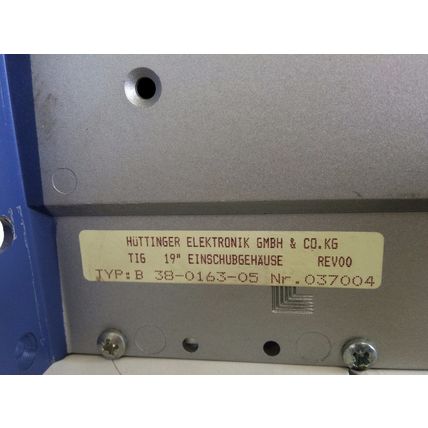 HÜTTINGER ELEKTRONIK GMBH & CO.KG
TIG 19" EINSCHUBGEHÄUSE REV00
TYP:B 38-0163-05 Nr.037004